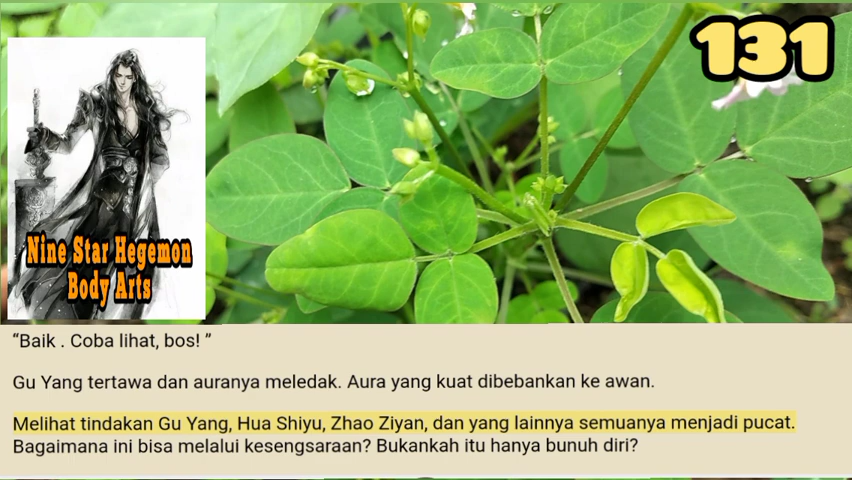 131
Nine Star Hegemon
Body Arts
“Baik . Coba lihat, bos! ”
Gu Yang tertawa dan auranya meledak. Aura yang kuat dibebankan ke awan.
Melihat tindakan Gu Yang, Hua Shiyu, Zhao Ziyan, dan yang lainnya semuanya menjadi pucat.
Bagaimana ini bisa melalui kesengsaraan? Bukankah itu hanya bunuh diri?